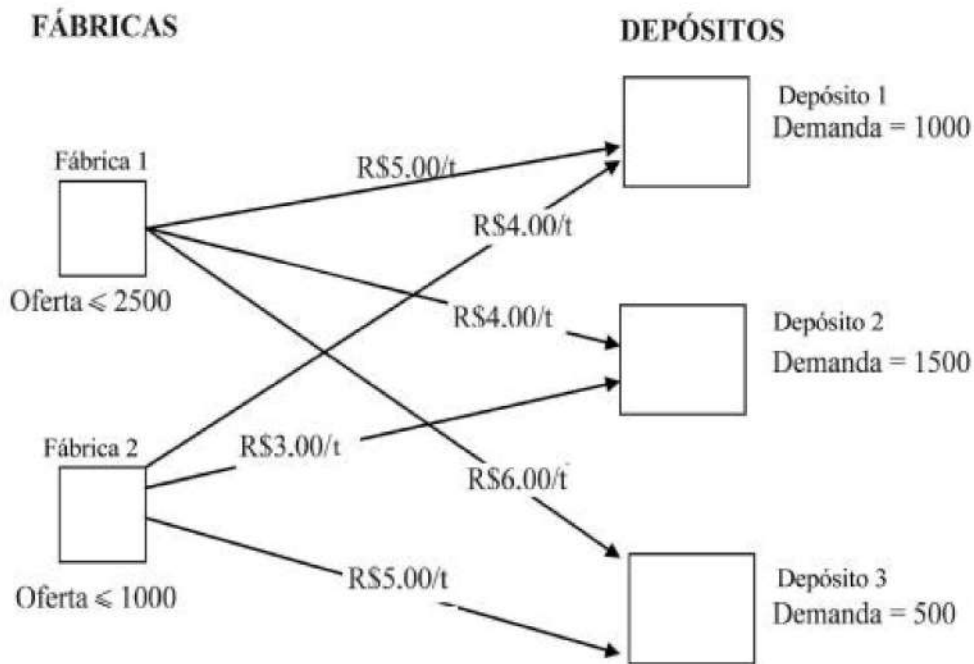 FÁBRICAS
DEPÓSITOS
Depósito 1
Demanda = 1000
Fábrica 1
R$5.00/t
R$4.00/t
Oferta ⩽ 2500
R$4.00/t
Depósito 2
Demanda = 1500
Fábrica 2
R$3.00/t
R$6.00/t
R$5.00/t
Depósito 3
Oferta ⩽ 1000
Demanda = 500